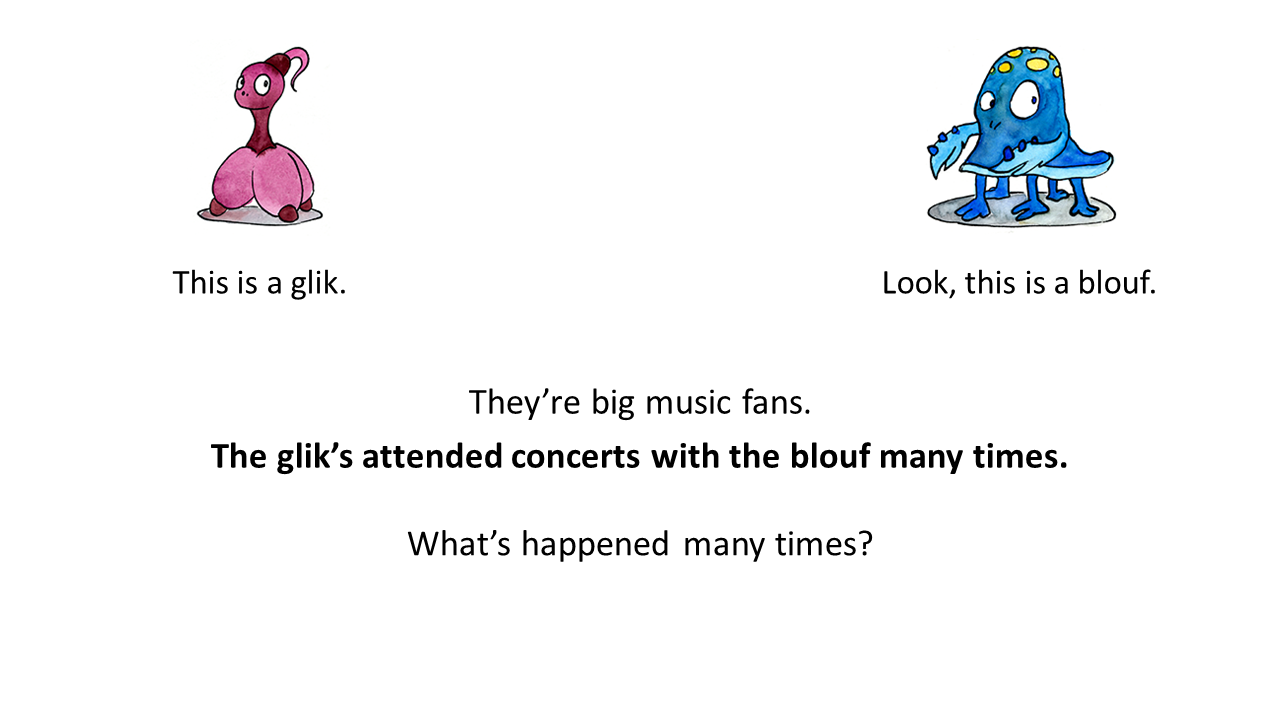 This is a glik.
Look, this is a blouf.
They’re big music fans.
The glik’s attended concerts with the blouf many times.
What’s happened many times?